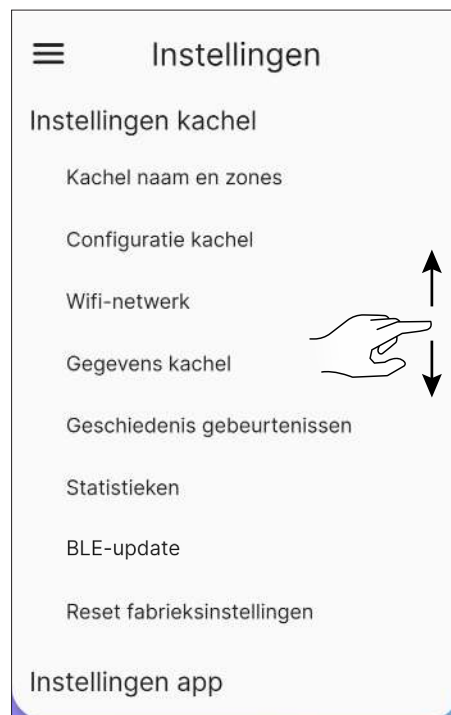 Instellingen
Instellingen kachel
Kachel naam en zones
Configuratie kachel
Wifi-netwerk
Gegevens kachel
Geschiedenis gebeurtenissen
Statistieken
BLE-update
Reset fabrieksinstellingen
Instellingen app